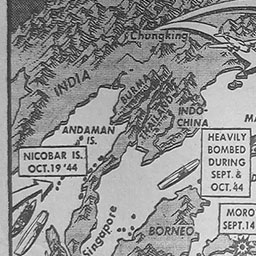 Chungking
INDIA
BURMA
THAILAND
INDO-
CHINA
ANDAMAN
IS.
NICOBAR IS.
OCT. 19 '44
HEAVILY
BOMBED
DURING
SEPT. &
OCT. '44
Singapore
BORNEO
MORO
SEPT. 14